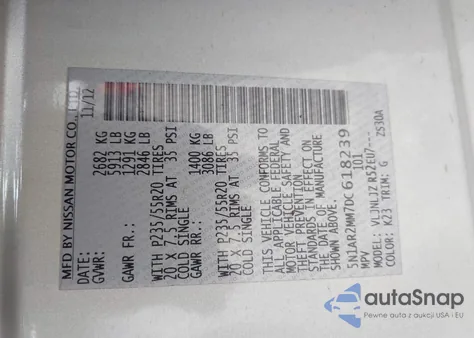 MFD BY NISSAN MOTOR CO., LTD.
DATE: 11/12
GVWR: 2682 KG
5913 LB
GAWR FR.: 1291 KG
2846 LB
WITH P235/55R20 TIRES
20 X 7.5 RIMS AT 35 PSI
COLD SINGLE
GAWR RR.: 1400 KG
3086 LB
WITH P235/55R20 TIRES
20 X 7.5 RIMS AT 35 PSI
COLD SINGLE
THIS VEHICLE CONFORMS TO
ALL APPLICABLE FEDERAL
MOTOR VEHICLE SAFETY AND
THEFT PREVENTION
STANDARDS IN EFFECT ON
THE DATE OF MANUFACTURE
SHOWN ABOVE.
5N1AR2MM7DC618239
MPV ID1
MODEL:
COLOR: K23 TRIM: G 2S30A
autoSnap
Pewne auta z aukcji USA i EU